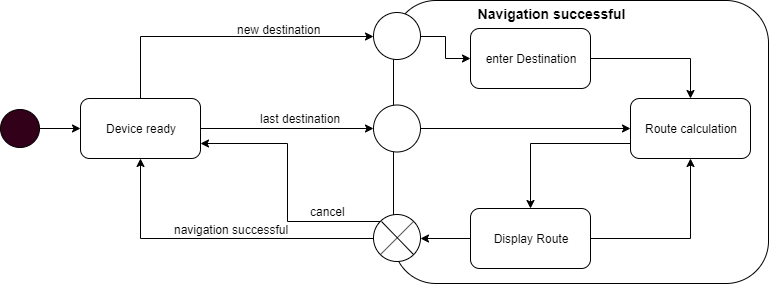 Navigation successful
new destination
enter Destination
last destination
Device ready
Route calculation
cancel
navigation successful
Display Route